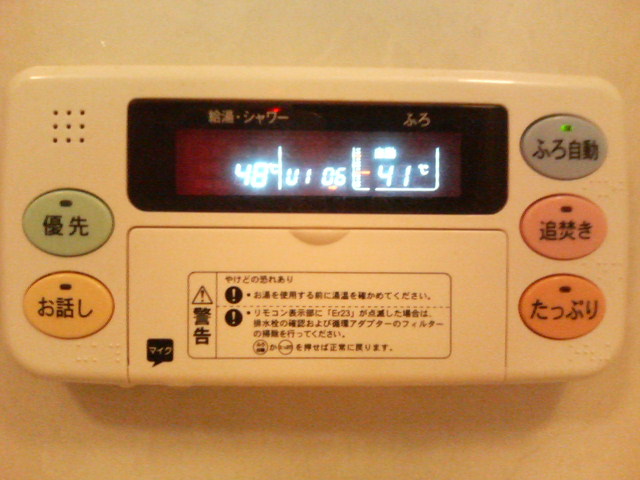 給湯・シャワー
ふろ
48℃
41℃
ふろ自動
優先
追焚き
お話し
たっぷり
マイク
警告
やけどの恐れあり
・お湯を使用する前に湯温を確かめてください。
・リモコン表示部に「Er23」が点滅した場合は、
排水栓の確認および循環アダプターのフィルター
の掃除を行ってください。
か を押せば正常に戻ります。